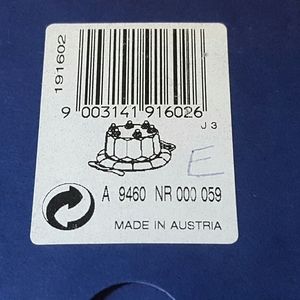 191602
9 003141 916026
J 3
E
A 9460 NR 000 059
MADE IN AUSTRIA